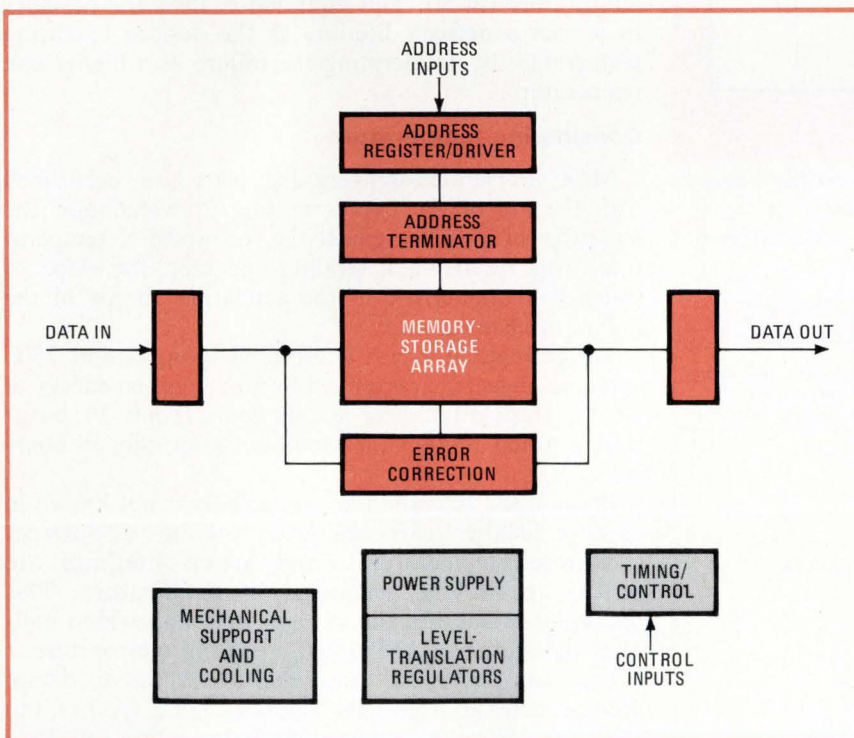 ADDRESS
INPUTS
ADDRESS
REGISTER/DRIVER
ADDRESS
TERMINATOR
DATA IN
MEMORY-
STORAGE
ARRAY
DATA OUT
ERROR
CORRECTION
MECHANICAL
SUPPORT
AND
COOLING
POWER SUPPLY
LEVEL-
TRANSLATION
REGULATORS
TIMING/
CONTROL
CONTROL
INPUTS